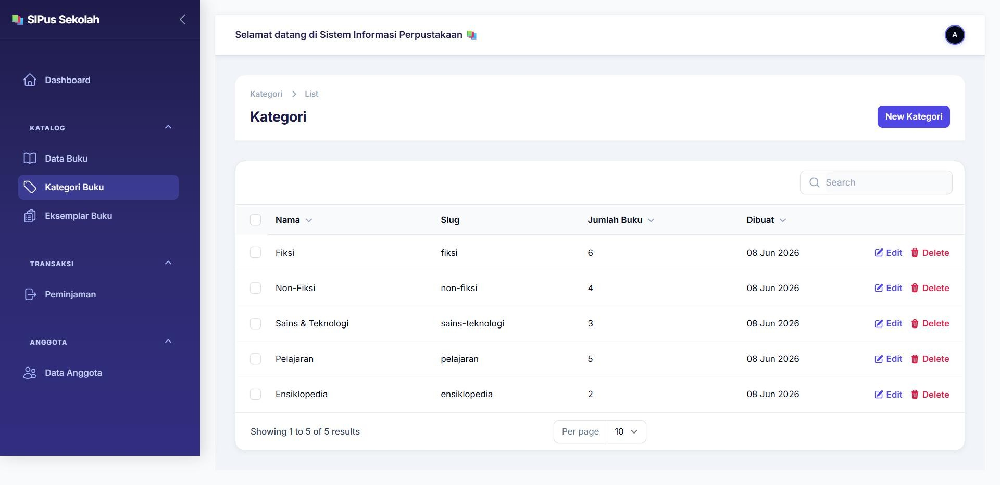 SIPus Sekolah
Dashboard
KATALOG
Data Buku
Kategori Buku
Eksemplar Buku
TRANSAKSI
Peminjaman
ANGGOTA
Data Anggota
Selamat datang di Sistem Informasi Perpustakaan
A
Kategori List
Kategori
New Kategori
Search
Nama Slug Jumlah Buku Dibuat
Fiksi fiksi 6 08 Jun 2026 Edit Delete
Non-Fiksi non-fiksi 4 08 Jun 2026 Edit Delete
Sains & Teknologi sains-teknologi 3 08 Jun 2026 Edit Delete
Pelajaran pelajaran 5 08 Jun 2026 Edit Delete
Ensiklopedia ensiklopedia 2 08 Jun 2026 Edit Delete
Showing 1 to 5 of 5 results
Per page 10